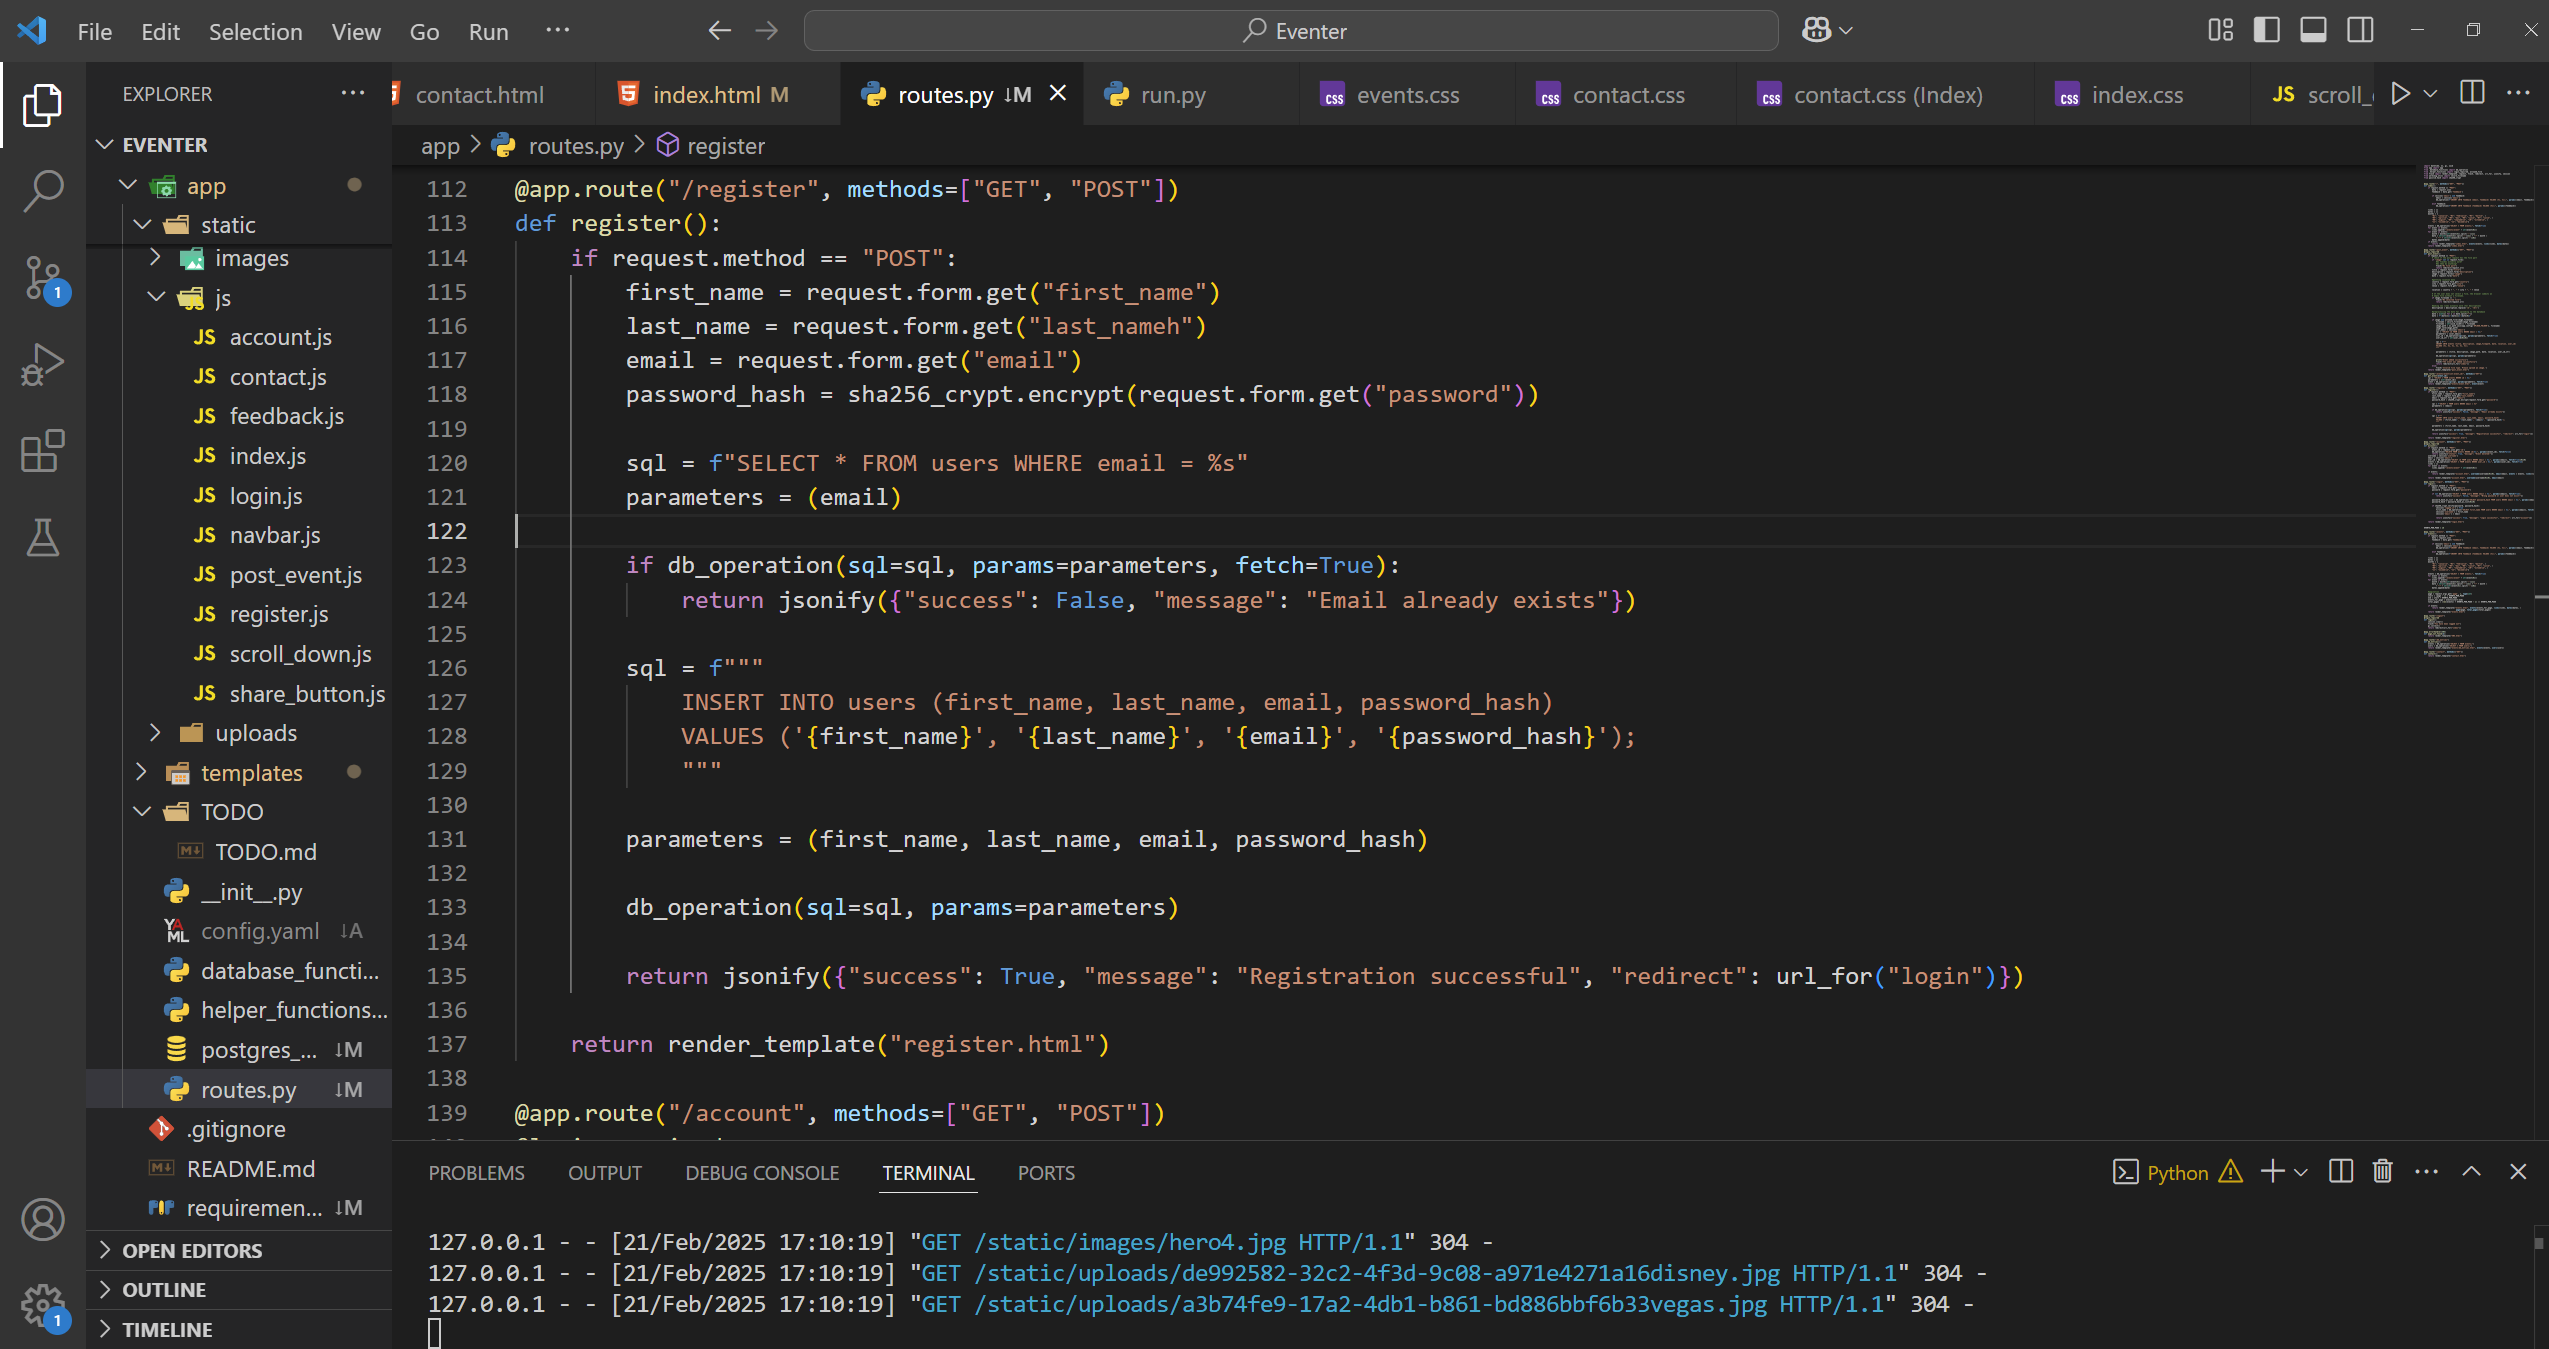 File Edit Selection View Go Run ···
Eventer
EXPLORER ···
contact.html
index.html M
routes.py ↓M
run.py
events.css
contact.css
contact.css (Index)
index.css
JS scroll_
app > routes.py > register
EVENTER
app
static
images
js
JS account.js
JS contact.js
JS feedback.js
JS index.js
JS login.js
JS navbar.js
JS post_event.js
JS register.js
JS scroll_down.js
JS share_button.js
uploads
templates
TODO
TODO.md
__init__.py
config.yaml ↓A
database_functi...
helper_functions...
postgres_... ↓M
routes.py ↓M
.gitignore
README.md
requiremen... ↓M
OPEN EDITORS
OUTLINE
TIMELINE
1
1
112 @app.route("/register", methods=["GET", "POST"])
113 def register():
114     if request.method == "POST":
115         first_name = request.form.get("first_name")
116         last_name = request.form.get("last_nameh")
117         email = request.form.get("email")
118         password_hash = sha256_crypt.encrypt(request.form.get("password"))
119
120         sql = f"SELECT * FROM users WHERE email = %s"
121         parameters = (email)
122
123         if db_operation(sql=sql, params=parameters, fetch=True):
124             return jsonify({"success": False, "message": "Email already exists"})
125
126         sql = f"""
127             INSERT INTO users (first_name, last_name, email, password_hash)
128             VALUES ('{first_name}', '{last_name}', '{email}', '{password_hash}');
129             """
130
131         parameters = (first_name, last_name, email, password_hash)
132
133         db_operation(sql=sql, params=parameters)
134
135         return jsonify({"success": True, "message": "Registration successful", "redirect": url_for("login")})
136
137     return render_template("register.html")
138
139 @app.route("/account", methods=["GET", "POST"])
PROBLEMS OUTPUT DEBUG CONSOLE TERMINAL PORTS
Python
127.0.0.1 - - [21/Feb/2025 17:10:19] "GET /static/images/hero4.jpg HTTP/1.1" 304 -
127.0.0.1 - - [21/Feb/2025 17:10:19] "GET /static/uploads/de992582-32c2-4f3d-9c08-a971e4271a16disney.jpg HTTP/1.1" 304 -
127.0.0.1 - - [21/Feb/2025 17:10:19] "GET /static/uploads/a3b74fe9-17a2-4db1-b861-bd886bbf6b33vegas.jpg HTTP/1.1" 304 -